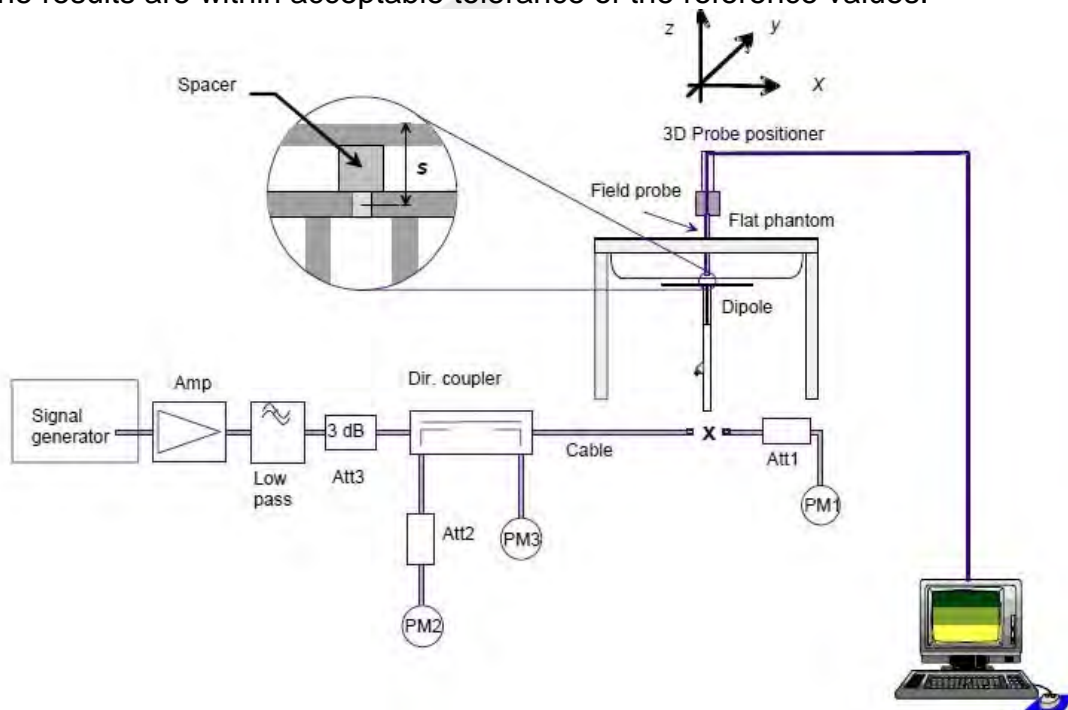 he results are within acceptable tolerance of the reference values.
z
y
x
Spacer
s
3D Probe positioner
Field probe
Flat phantom
Dipole
Signal
generator
Amp
Low
pass
3 dB
Att3
Dir. coupler
Cable
x
Att1
PM1
Att2
PM3
PM2